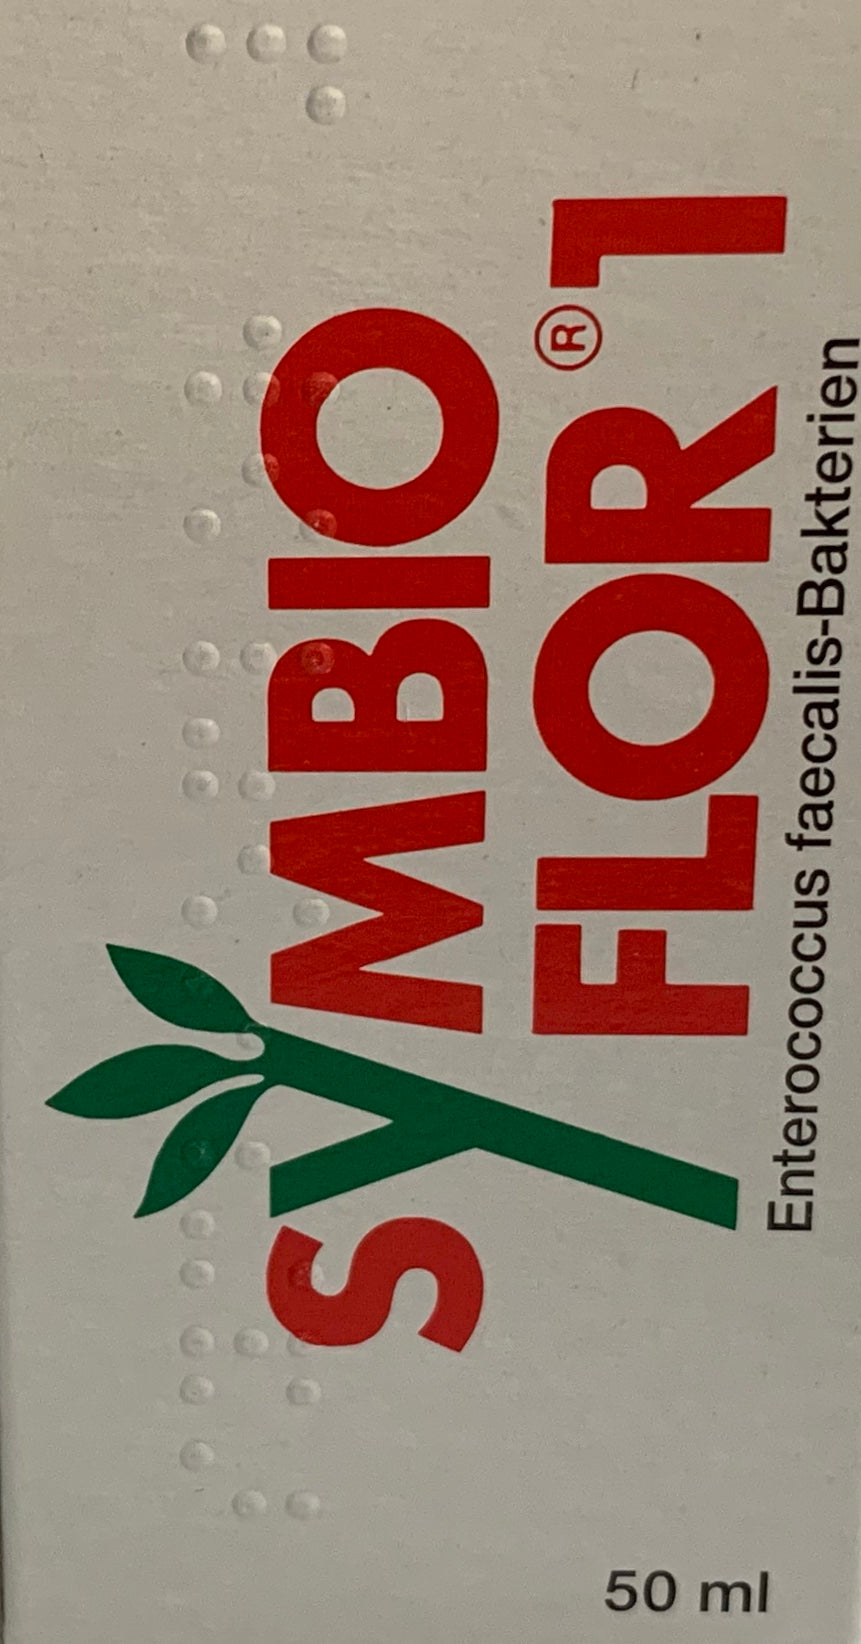 SYMBIO
FLOR® 1
Enterococcus faecalis-Bakterien
50 ml